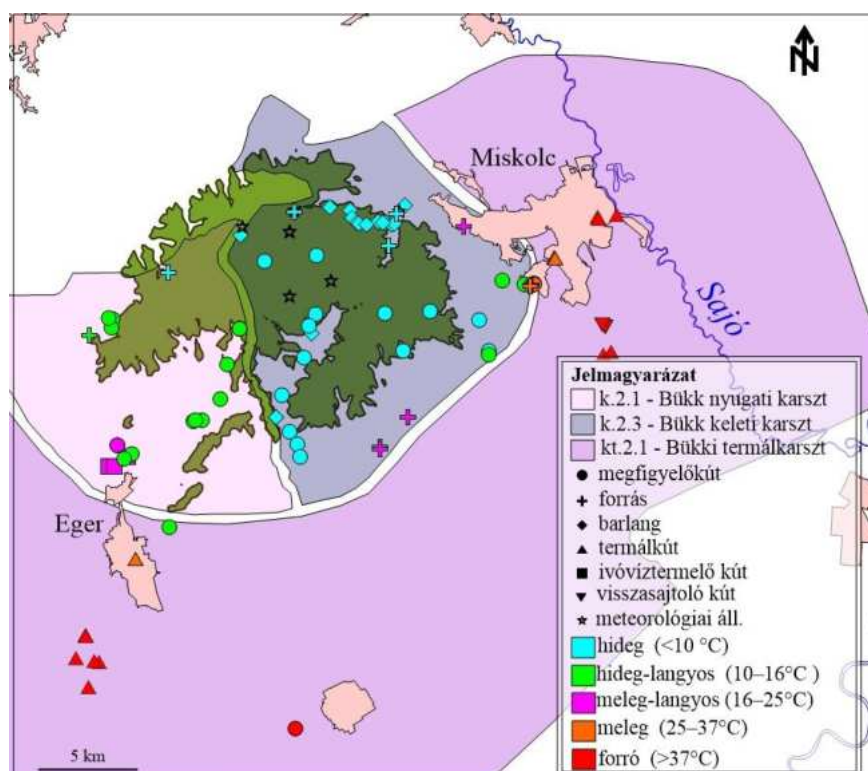 N
Miskolc
Sajó
Eger
5 km
Jelmagyarázat
k.2.1 - Bükk nyugati karszt
k.2.3 - Bükk keleti karszt
kt.2.1 - Bükki termálkarszt
megfigyelőkút
forrás
barlang
termálkút
ivóvíztermelő kút
visszasajtoló kút
meteorológiai áll.
hideg (<10 °C)
hideg-langyos (10–16°C )
meleg-langyos (16–25°C)
meleg (25–37°C)
forró (>37°C)